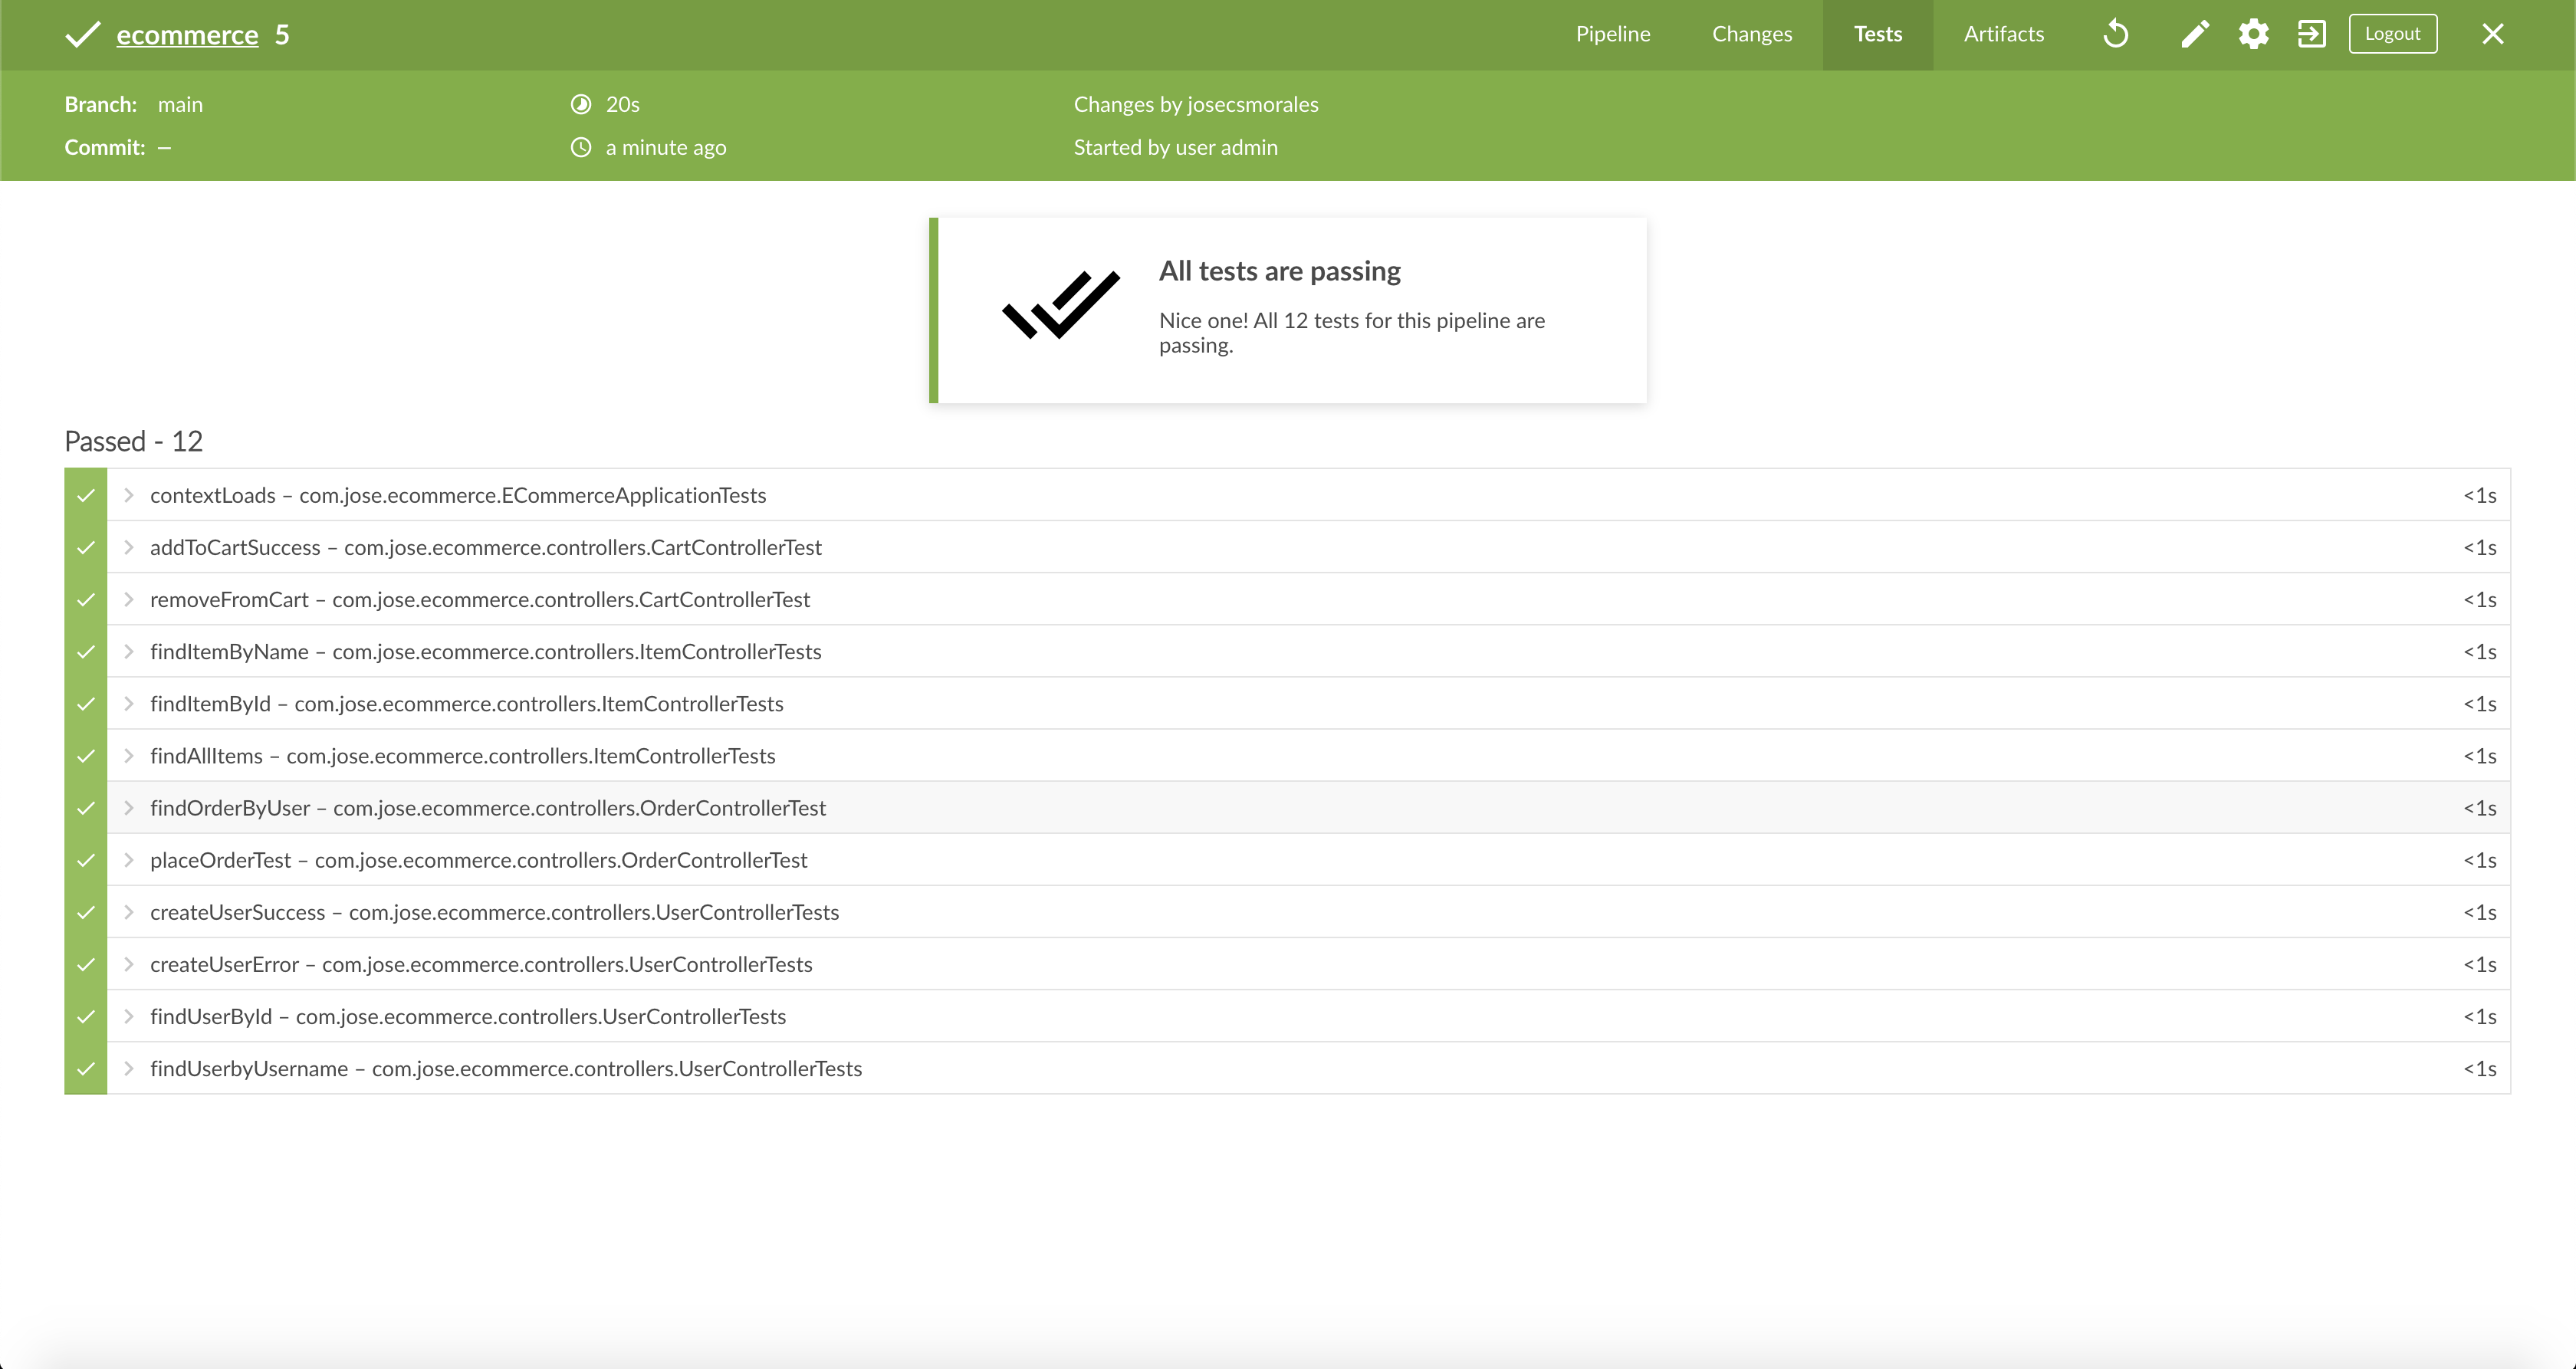 ecommerce 5
Pipeline Changes Tests Artifacts Logout
Branch: main 20s Changes by josecsmorales
Commit: — a minute ago Started by user admin
All tests are passing
Nice one! All 12 tests for this pipeline are
passing.
Passed - 12
contextLoads – com.jose.ecommerce.ECommerceApplicationTests <1s
addToCartSuccess – com.jose.ecommerce.controllers.CartControllerTest <1s
removeFromCart – com.jose.ecommerce.controllers.CartControllerTest <1s
findItemByName – com.jose.ecommerce.controllers.ItemControllerTests <1s
findItemById – com.jose.ecommerce.controllers.ItemControllerTests <1s
findAllItems – com.jose.ecommerce.controllers.ItemControllerTests <1s
findOrderByUser – com.jose.ecommerce.controllers.OrderControllerTest <1s
placeOrderTest – com.jose.ecommerce.controllers.OrderControllerTest <1s
createUserSuccess – com.jose.ecommerce.controllers.UserControllerTests <1s
createUserError – com.jose.ecommerce.controllers.UserControllerTests <1s
findUserById – com.jose.ecommerce.controllers.UserControllerTests <1s
findUserbyUsername – com.jose.ecommerce.controllers.UserControllerTests <1s